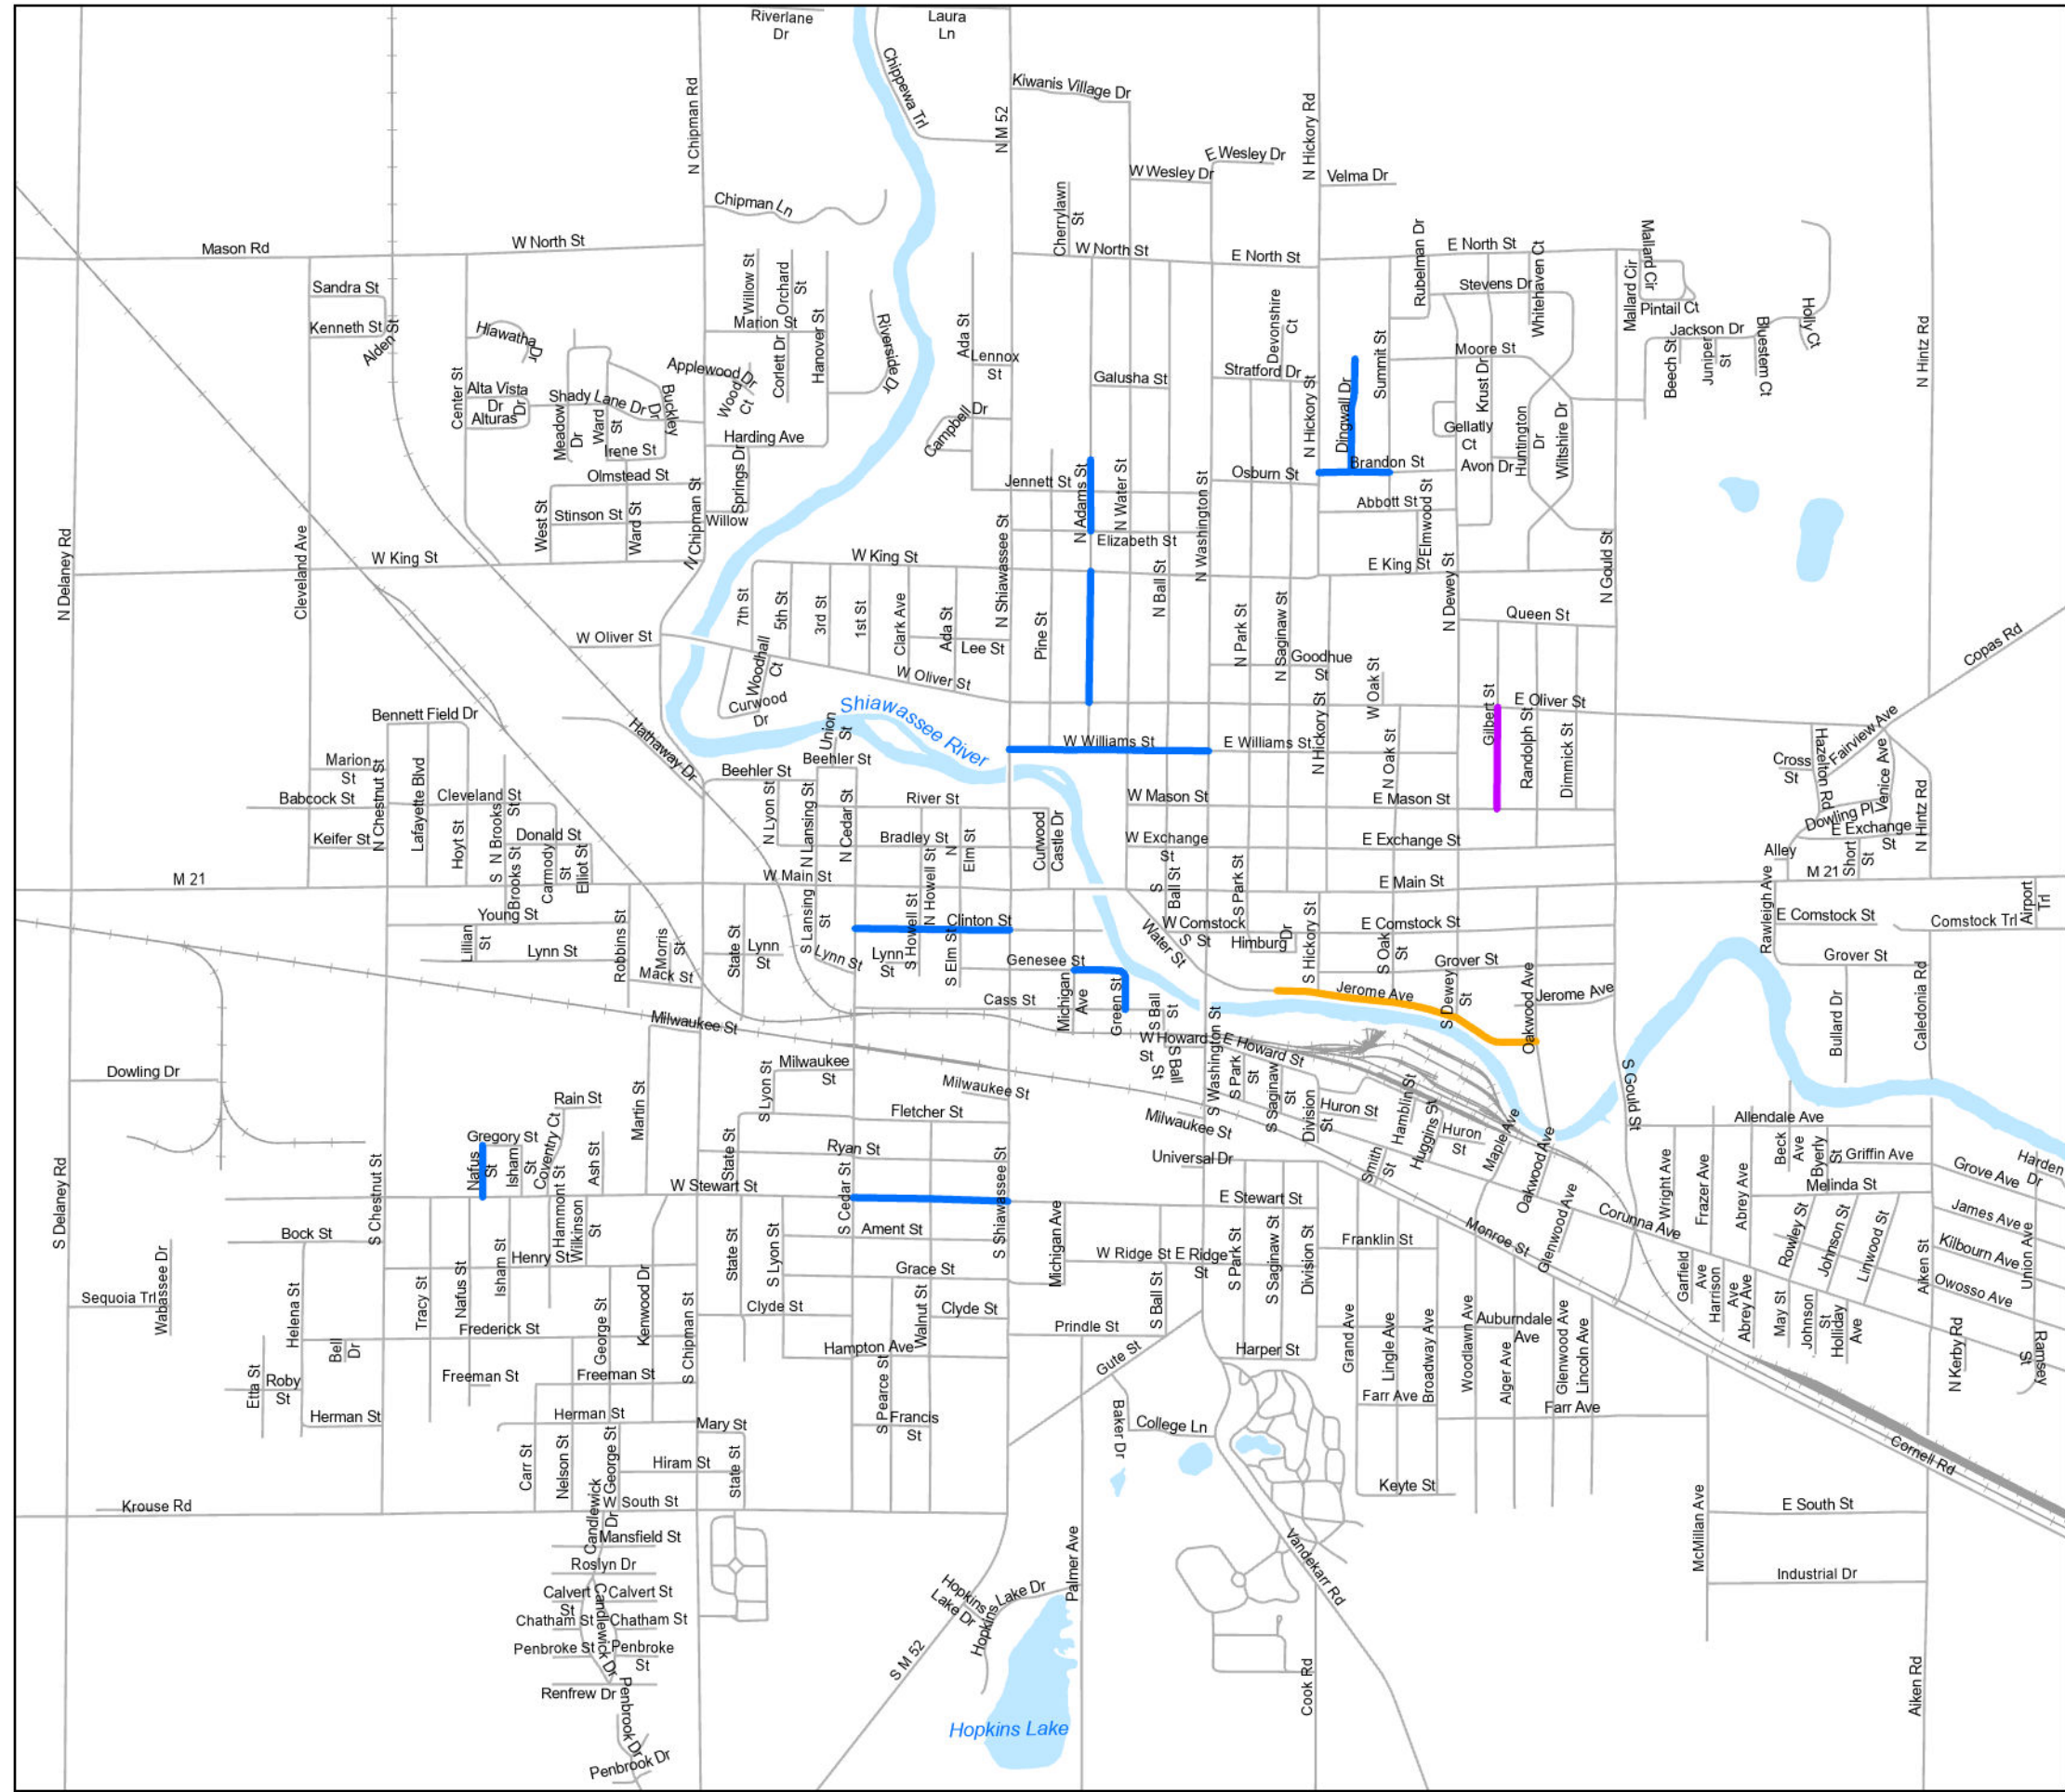 Riverlane
Dr
Laura
Ln
Chippewa Trl
N Chipman Rd
N M 52
Kiwanis Village Dr
N Hickory Rd
E Wesley Dr
W Wesley Dr
Velma Dr
Chipman Ln
Cherrylawn
St
Mason Rd
W North St
W North St
E North St
E North St
Rubelman Dr
Whitehaven Ct
Mallard Cir
Mallard Cir
Pintail Ct
Stevens Dr
Sandra St
Kenneth St
Alden St
Hiawatha
Dr
Willow St
Orchard
St
Marion St
Hanover St
Corlett Dr
Riverside Dr
Applewood Dr
Wood
Ct
Ada St
Lennox
St
Devonshire
Ct
Stratford Dr
Galusha St
Summit St
Dingwall Dr
Moore St
Krust Dr
Jackson Dr
Beech St
Juniper
St
Bluestem Ct
Holly Ct
N Hintz Rd
Center St
Alta Vista
Dr
Alturas
Dr
Shady Lane Dr
Meadow
Dr
Ward
St
Buckley
Dr
Irene St
Olmstead St
Harding Ave
Campbell Dr
Gellatly
Ct
Huntington
Dr
Wiltshire Dr
Brandon St
Avon Dr
Osburn St
N Hickory St
Jennett St
N Adams St
N Water St
N Washington St
Springs Dr
Willow
West St
Stinson St
Ward St
N Chipman St
Abbott St
Elmwood St
Elizabeth St
N Delaney Rd
Cleveland Ave
W King St
W King St
E King St
N Shiawassee St
N Ball St
N Dewey St
N Gould St
7th St
5th St
3rd St
1st St
Clark Ave
Ada St
Lee St
Pine St
N Park St
N Saginaw St
Goodhue
St
Queen St
W Oliver St
Woodhall
Ct
Curwood
Dr
W Oliver St
W Oak St
Gilbert St
E Oliver St
Randolph St
Dimmick St
Copas Rd
Bennett Field Dr
Hathaway Dr
Union
St
Shiawassee River
W Williams St
E Williams St
N Hickory St
N Oak St
Hazelton Rd
Fairview Ave
Venice Ave
Cross
St
Dowling Pl
Marion
St
Babcock St
Keifer St
N Chestnut St
Lafayette Blvd
Hoyt St
Cleveland St
N Brooks
St
S
Brooks St
Donald St
Carmody
St
Elliot St
Beehler St
Beehler St
N Lyon St
N Lansing St
N Cedar St
River St
Bradley St
N Howell St
N
Elm St
Curwood
Castle Dr
W Mason St
E Mason St
W Exchange
St
E Exchange St
E Exchange
St
N Hintz Rd
Alley
Short
St
M 21
W Main St
E Main St
M 21
S
Ball St
S Park St
Young St
Lillian
St
Lynn St
Robbins St
Morris
St
Mack St
State St
Lynn
St
S Lansing
St
Lynn St
Lynn
St
S Howell St
S Elm St
Clinton St
Genesee St
Cass St
Michigan
Ave
Green St
Water St
S
W Comstock
St
Himburg
Dr
S Hickory St
E Comstock St
S Oak
St
Grover St
Jerome Ave
S Dewey
St
Oakwood Ave
Jerome Ave
Rawleigh Ave
E Comstock St
Comstock Trl
Airport
Trl
Grover St
Bullard Dr
Caledonia Rd
Milwaukee St
Dowling Dr
Milwaukee
St
S Lyon St
Milwaukee St
S Ball
St
W Howard
St
S Ball
St
S Washington St
E Howard St
S Park
St
S Saginaw
St
Division
St
Huron St
Hamblin St
Huggins St
Huron
St
Maple Ave
Oakwood Ave
S Gould St
Milwaukee St
Universal Dr
Smith
St
Rain St
Martin St
Gregory St
Natus
St
Isham
St
Coventry Ct
Ash St
Fletcher St
Ryan St
State St
W Stewart St
E Stewart St
S Cedar St
S Shiawassee St
Allendale Ave
Beck
Ave
Byerly
St
Griffin Ave
Melinda St
Wright Ave
Frazer Ave
Abrey Ave
Harden
Dr
Grove Ave
James Ave
Kilbourn Ave
Owosso Ave
Union Ave
S Delaney Rd
S Chestnut St
Bock St
Wabassee Dr
Sequoia Trl
Helena St
Tracy St
Natus St
Isham St
Hammont St
Wilkinson
St
Henry St
George St
Kenwood Dr
S Chipman St
State St
S Lyon St
Ament St
Grace St
Clyde St
Clyde St
Walnut St
Michigan Ave
W Ridge St
E Ridge
St
S Ball St
S Park St
S Saginaw St
Division St
Franklin St
Monroe St
Glenwood Ave
Corunna Ave
Garfield
Ave
Harrison
Ave
Abrey Ave
Rowley St
Johnson St
Linwood St
May St
Johnson
St
Holliday
Ave
Aiken St
N Kerby Rd
Ramsey
St
Frederick St
Bell
Dr
Etta St
Roby
St
Herman St
Freeman St
Freeman St
Herman St
Hampton Ave
S Pearce St
Francis
St
Prindle St
Gute St
Harper St
Grand Ave
Lingle Ave
Broadway Ave
Woodlawn Ave
Auburndale
Ave
Alger Ave
Glenwood Ave
Lincoln Ave
Farr Ave
Farr Ave
Mary St
Hiram St
State St
Carr St
Nelson St
George St
W South St
Krouse Rd
Baker Dr
College Ln
Keyte St
Cornell Rd
McMillan Ave
E South St
Industrial Dr
Candlewick
Dr
Mansfield St
Roslyn Dr
Calvert
St
Calvert St
Chatham St
Chatham St
Candlewick Dr
Penbroke St
Penbroke
St
Renfrew Dr
Penbrook Dr
Penbrook Dr
Palmer Ave
Hopkins
Lake Dr
Hopkins Lake Dr
S M 52
Hopkins Lake
Vandekarr Rd
Cook Rd
Aiken Rd